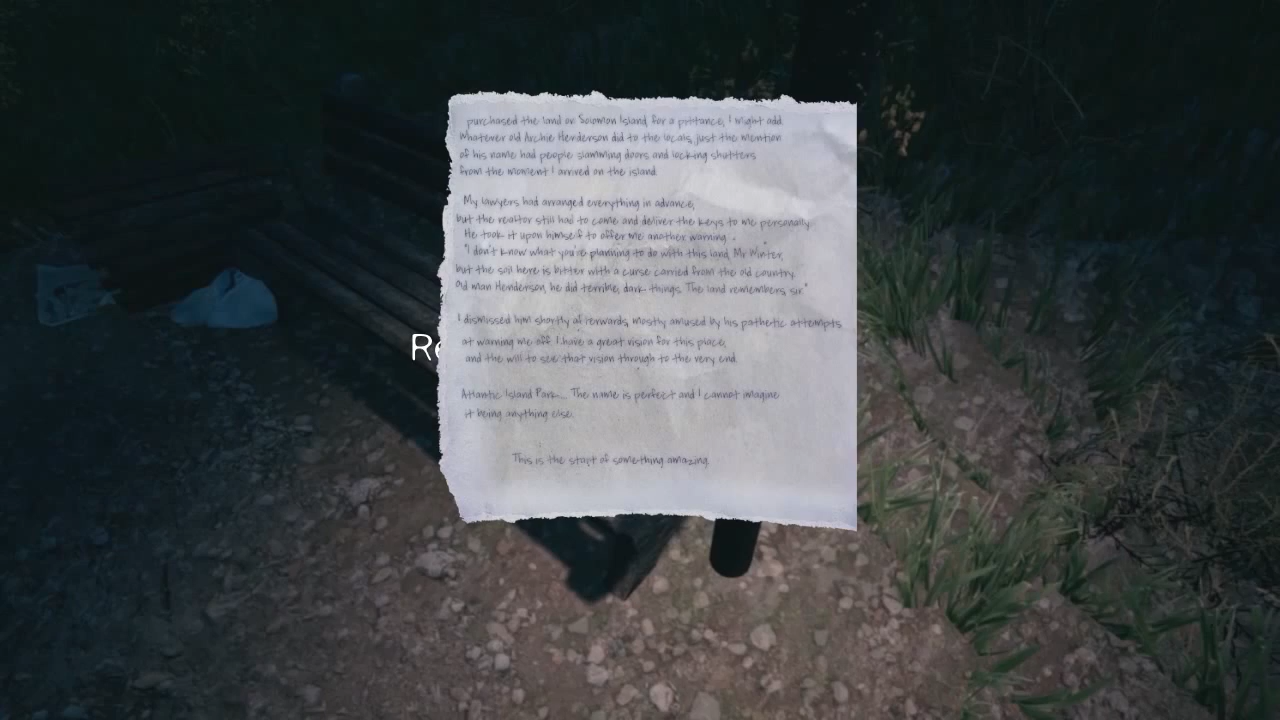 purchased the land on Solomon Island, for a pittance, I might add.
Whatever old Archie Henderson did to the locals, just the mention
of his name had people slamming doors and locking shutters
from the moment I arrived on the island.
My lawyers had arranged everything in advance,
but the realtor still had to come and deliver the keys to me personally.
He took it upon himself to offer me another warning -
"I don't know what you're planning to do with this land, Mr Winter,
but the soil here is bitter with a curse carried from the old country.
Old man Henderson, he did terrible, dark things. The land remembers, sir."
I dismissed him shortly afterwards, mostly amused by his pathetic attempts
at warning me off. I have a great vision for this place,
and the will to see that vision through to the very end.
Re
Atlantic Island Park... The name is perfect and I cannot imagine
it being anything else.
This is the start of something amazing.